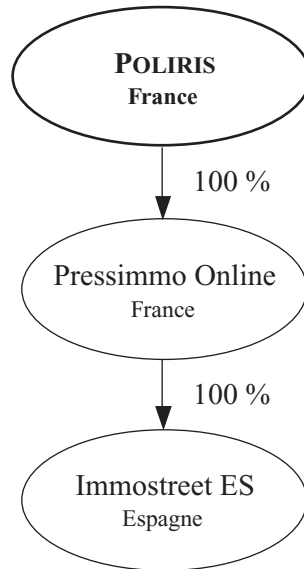 POLIRIS
France
100 %
Pressimmo Online
France
100 %
Immostreet ES
Espagne